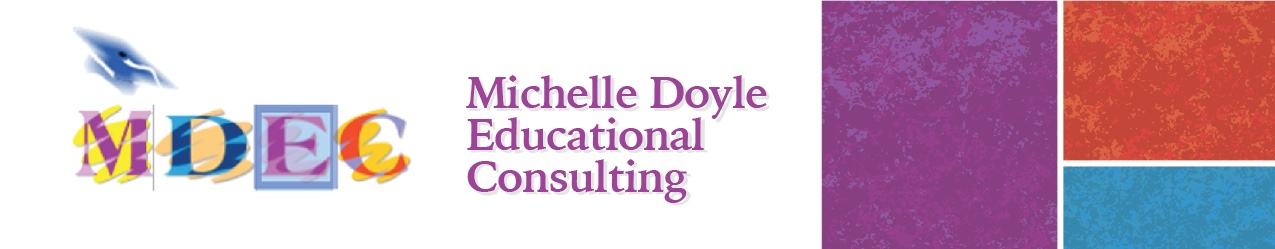 MDEC
Michelle Doyle
Educational
Consulting